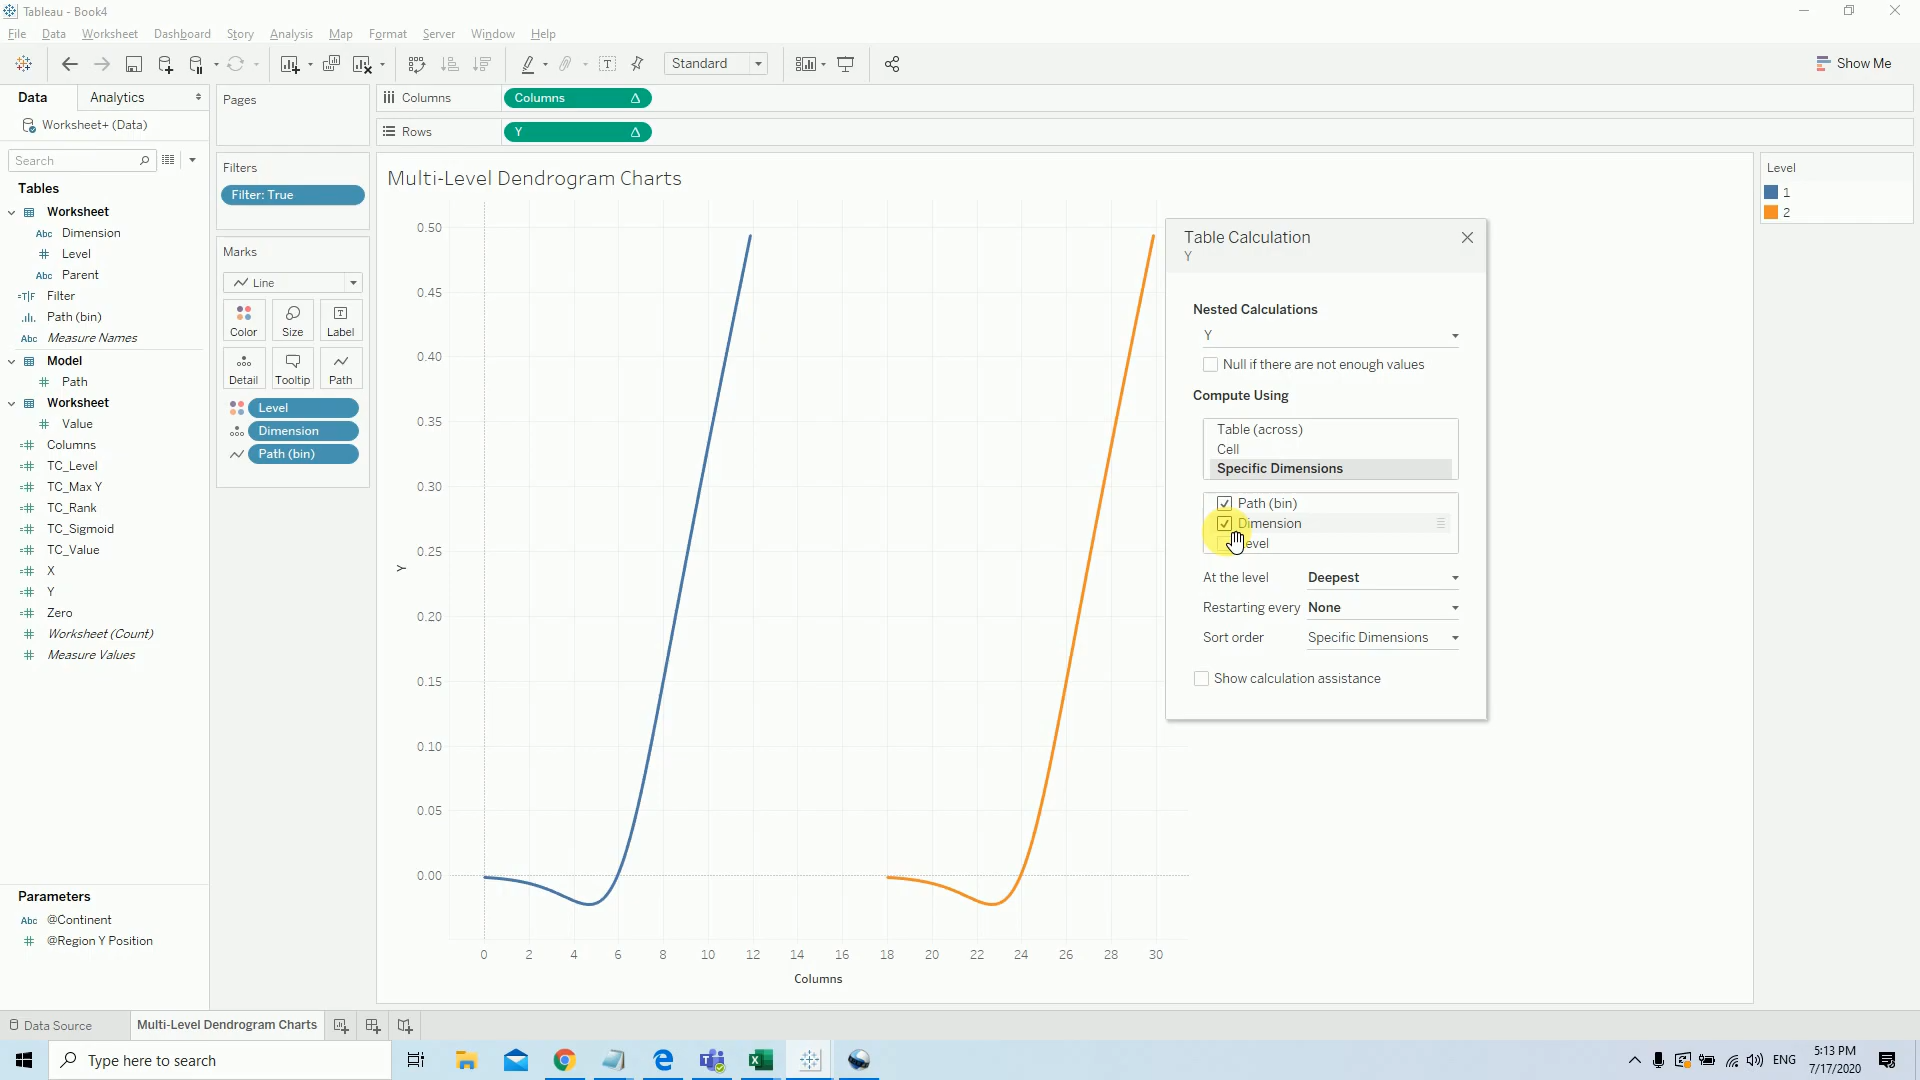 Tableau - Book4
File Data Worksheet Dashboard Story Analysis Map Format Server Window Help
Standard
Show Me
Data Analytics
Worksheet+ (Data)
Search
Tables
Worksheet
Abc Dimension
Level
Abc Parent
=T|F Filter
Path (bin)
Abc Measure Names
Model
Path
Worksheet
Value
Columns
TC_Level
TC_Max Y
TC_Rank
TC_Sigmoid
TC_Value
X
Y
Zero
Worksheet (Count)
Measure Values
Parameters
Abc @Continent
@Region Y Position
Pages
Filters
Filter: True
Marks
Line
Color Size Label
Detail Tooltip Path
Level
Dimension
Path (bin)
Columns Columns
Rows Y
Multi-Level Dendrogram Charts
0.50
0.45
0.40
0.35
0.30
0.25
0.20
0.15
0.10
0.05
0.00
Y
0 2 4 6 8 10 12 14 16 18 20 22 24 26 28 30
Columns
Table Calculation
Y
Nested Calculations
Y
Null if there are not enough values
Compute Using
Table (across)
Cell
Specific Dimensions
Path (bin)
Dimension
evel
At the level Deepest
Restarting every None
Sort order Specific Dimensions
Show calculation assistance
Level
1
2
Data Source Multi-Level Dendrogram Charts
Type here to search
ENG
5:13 PM
7/17/2020